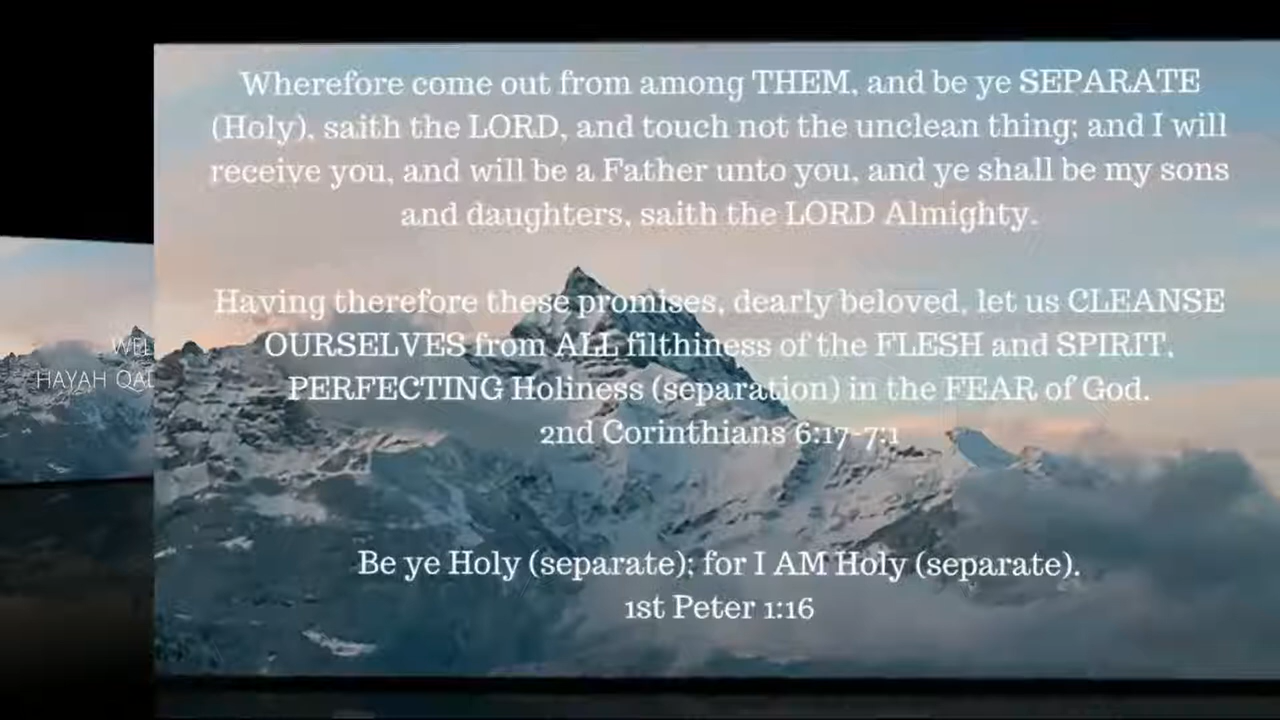 Wherefore come out from among THEM, and be ye SEPARATE
(Holy), saith the LORD, and touch not the unclean thing; and I will
receive you, and will be a Father unto you, and ye shall be my sons
and daughters, saith the LORD Almighty.
Having therefore these promises, dearly beloved, let us CLEANSE
OURSELVES from ALL filthiness of the FLESH and SPIRIT,
PERFECTING Holiness (separation) in the FEAR of God.
2nd Corinthians 6:17-7:1
Be ye Holy (separate); for I AM Holy (separate).
1st Peter 1:16
HAYAH